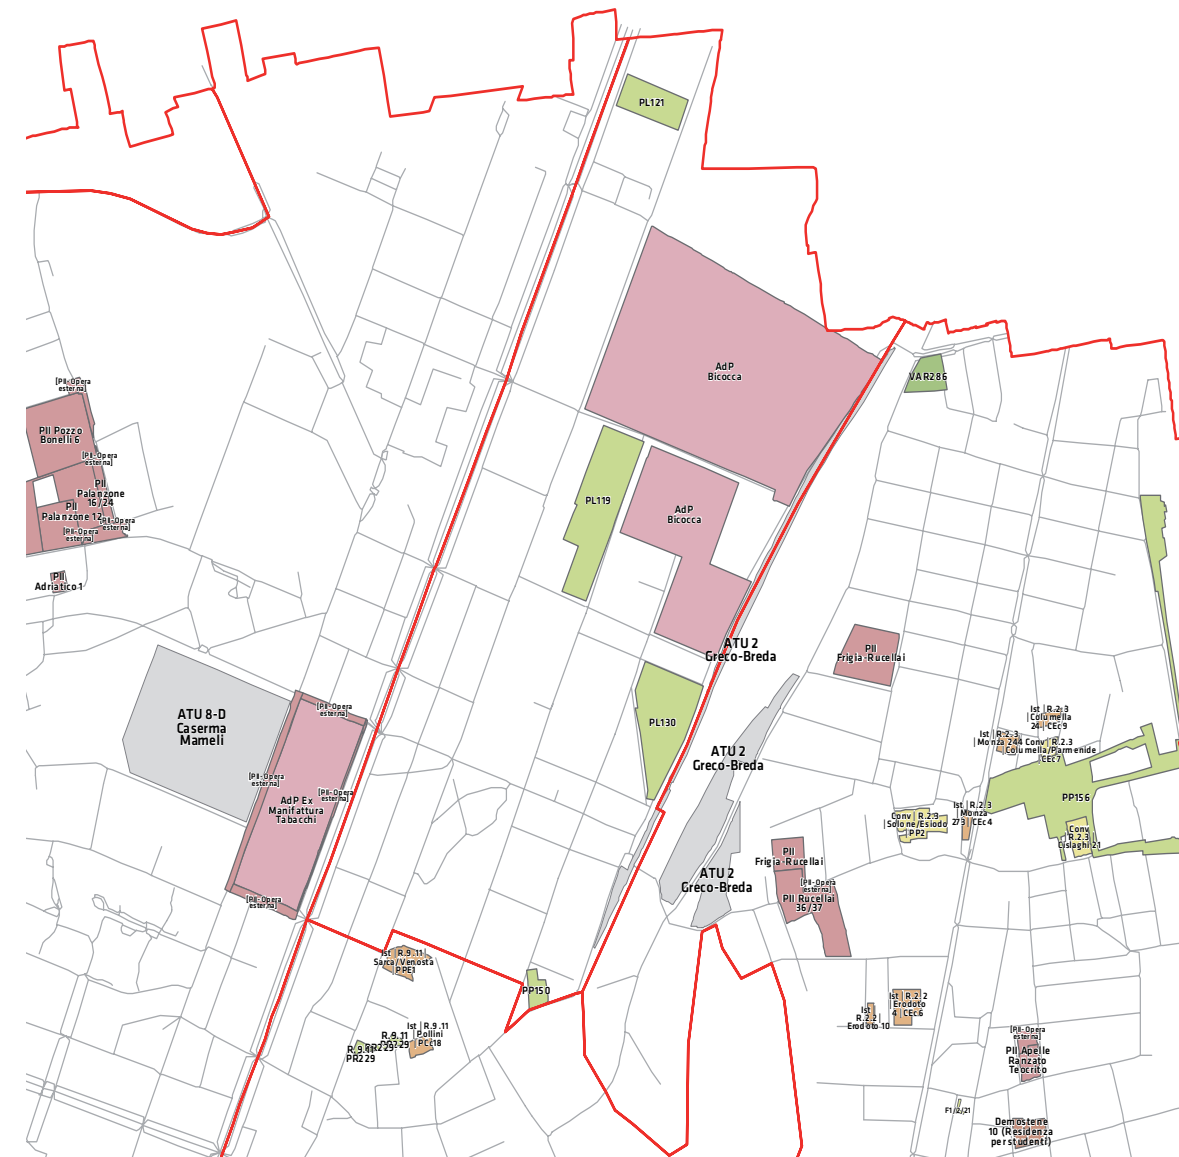 PL121
AdP
Bicocca
VAR286
[PII-Opera
esterna]
PII Pozzo
Bonelli 6
[PII-Opera
esterna]
PII
Palanzone
16/24
PII
Palanzone 12
[PII-Opera
esterna]
[PII-Opera
esterna]
PL119
AdP
Bicocca
PII
Adriatico 1
ATU 2
Greco-Breda
PII
Frigia-Rucellai
[PII-Opera
esterna]
ATU 8-D
Caserma
Mameli
PL130
Ist | R.2.3
| Columella
24 | CEc9
Ist | R.2.3
| Monza 244
Conv | R.2.3
Columella/Parmenide
CEc7
ATU 2
Greco-Breda
[PII-Opera
esterna]
[PII-Opera
esterna]
AdP Ex
Manifattura
Tabacchi
PP156
Ist | R.2.3
| Monza
273 | CEc4
Conv | R.2.3
| Solone/Esiodo
| PP2
Conv
R.2.3
Cislaghi 21
PII
Frigia-Rucellai
ATU 2
Greco-Breda
[PII-Opera
esterna]
PII Rucellai
36/37
[PII-Opera
esterna]
Ist | R.9.11
Sarca/Venosta
| PPE1
PP150
Ist | R.2.2
Erodoto
4 | CEc6
Ist |
R.2.2 |
Erodoto 10
Ist | R.9.11
| Pollini
| PCc18
R.9.11
PR229
R.9.11
PR229
PR229
[PII-Opera
esterna]
PII Apelle
Ranzato
Teocrito
F1/2/21
Demostene
10 (Residenza
per studenti)